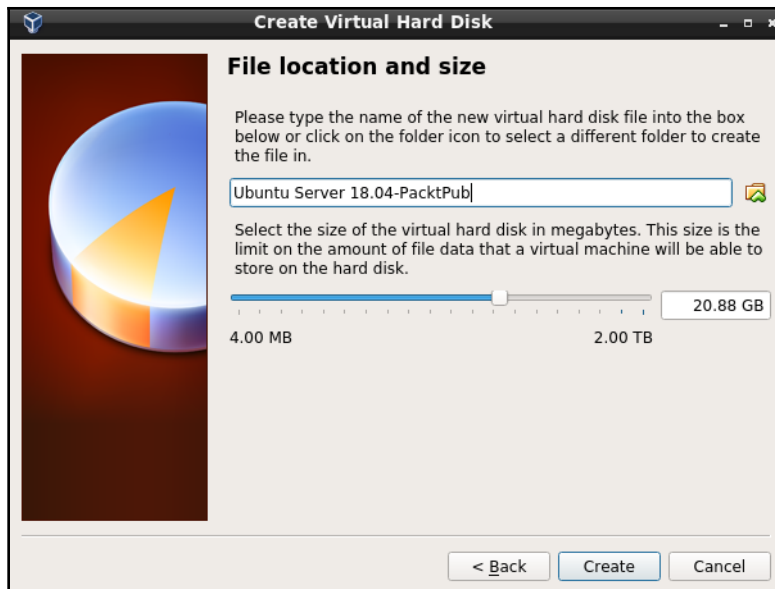 Create Virtual Hard Disk
File location and size
Please type the name of the new virtual hard disk file into the box
below or click on the folder icon to select a different folder to create
the file in.
Ubuntu Server 18.04-PacktPub
Select the size of the virtual hard disk in megabytes. This size is the
limit on the amount of file data that a virtual machine will be able to
store on the hard disk.
20.88 GB
4.00 MB 2.00 TB
< Back Create Cancel